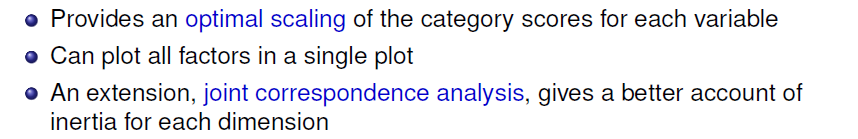 Provides an optimal scaling of the category scores for each variable
Can plot all factors in a single plot
An extension, joint correspondence analysis, gives a better account of
inertia for each dimension